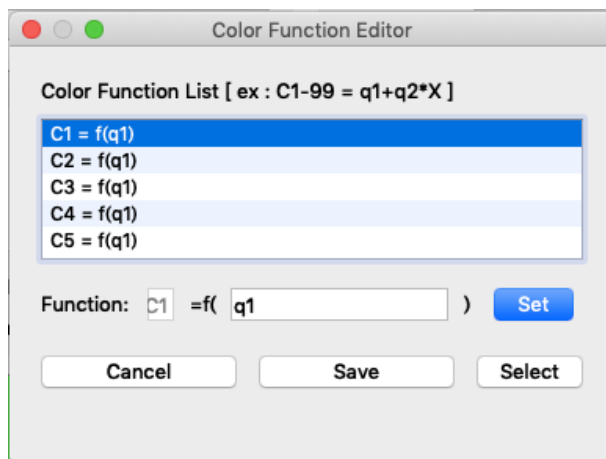 Color Function Editor
Color Function List [ ex : C1-99 = q1+q2*X ]
C1 = f(q1)
C2 = f(q1)
C3 = f(q1)
C4 = f(q1)
C5 = f(q1)
Function: C1 =f( q1 ) Set
Cancel Save Select